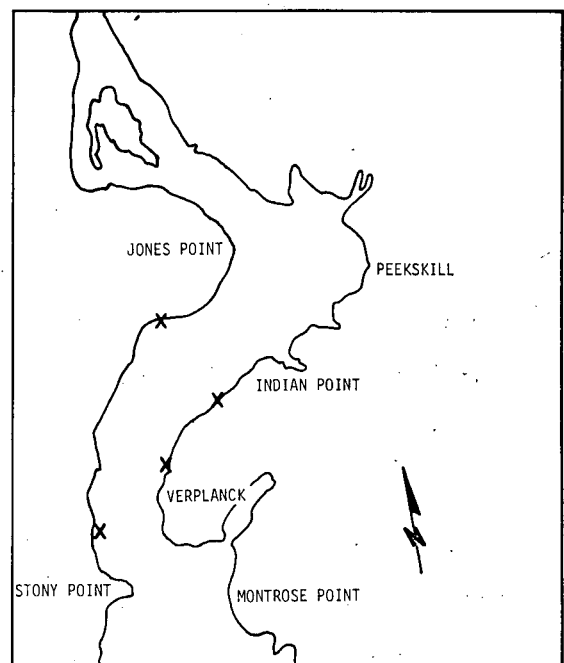 JONES POINT
PEEKSKILL
INDIAN POINT
VERPLANCK
STONY POINT
MONTROSE POINT